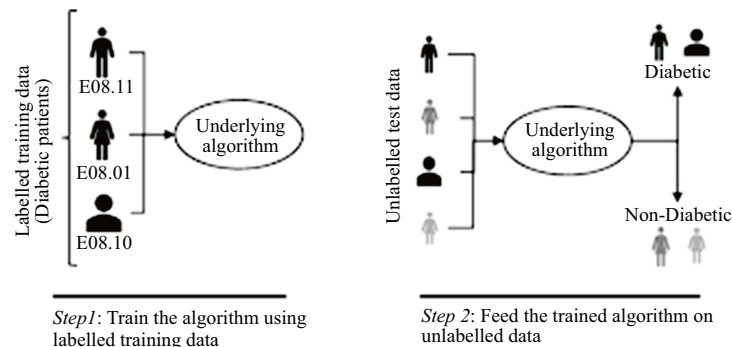 Labelled training data
(Diabetic patients)
E08.11
E08.01
E08.10
Underlying
algorithm
Step1: Train the algorithm using
labelled training data
Unlabelled test data
Underlying
algorithm
Diabetic
Non-Diabetic
Step 2: Feed the trained algorithm on
unlabelled data